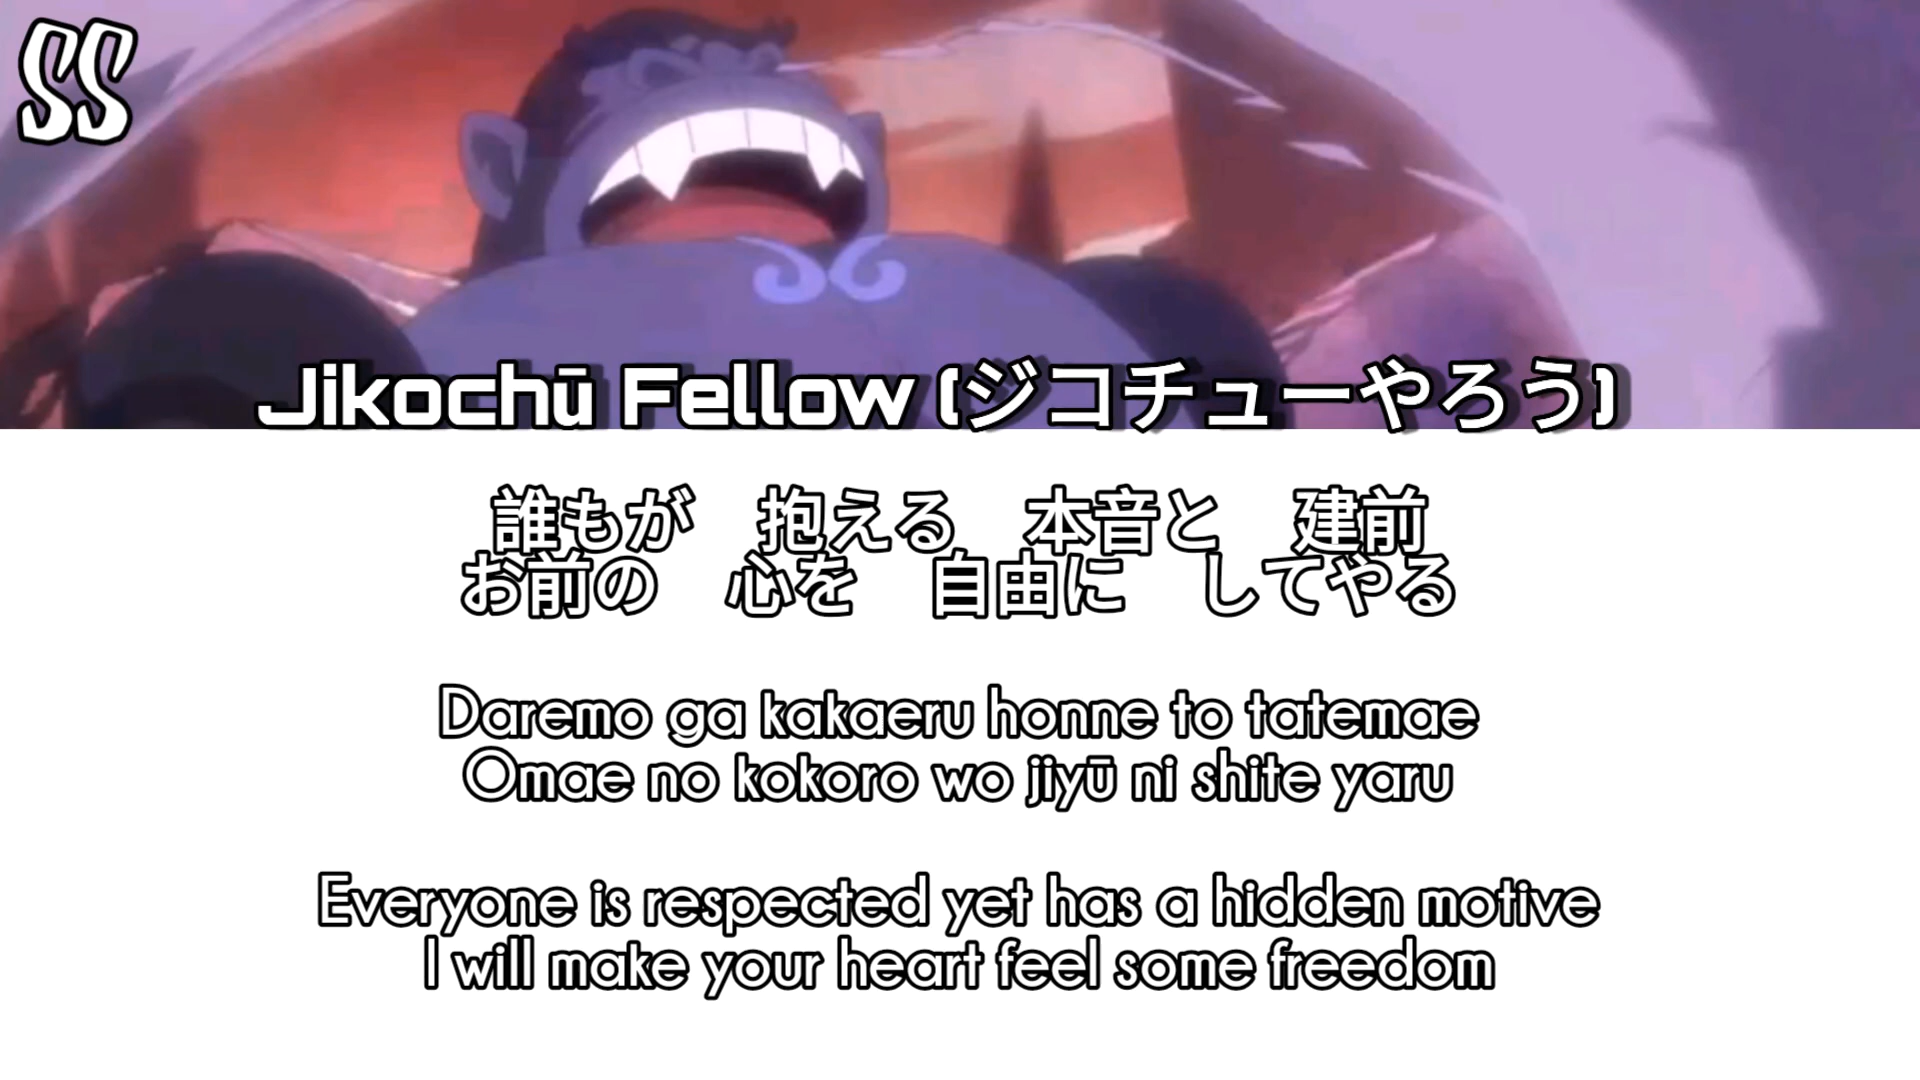 SS
Jikochū Fellow (ジコチューやろう)
誰もが　抱える　本音と　建前
お前の　心を　自由に　してやる
Daremo ga kakaeru honne to tatemae
Omae no kokoro wo jiyū ni shite yaru
Everyone is respected yet has a hidden motive
I will make your heart feel some freedom